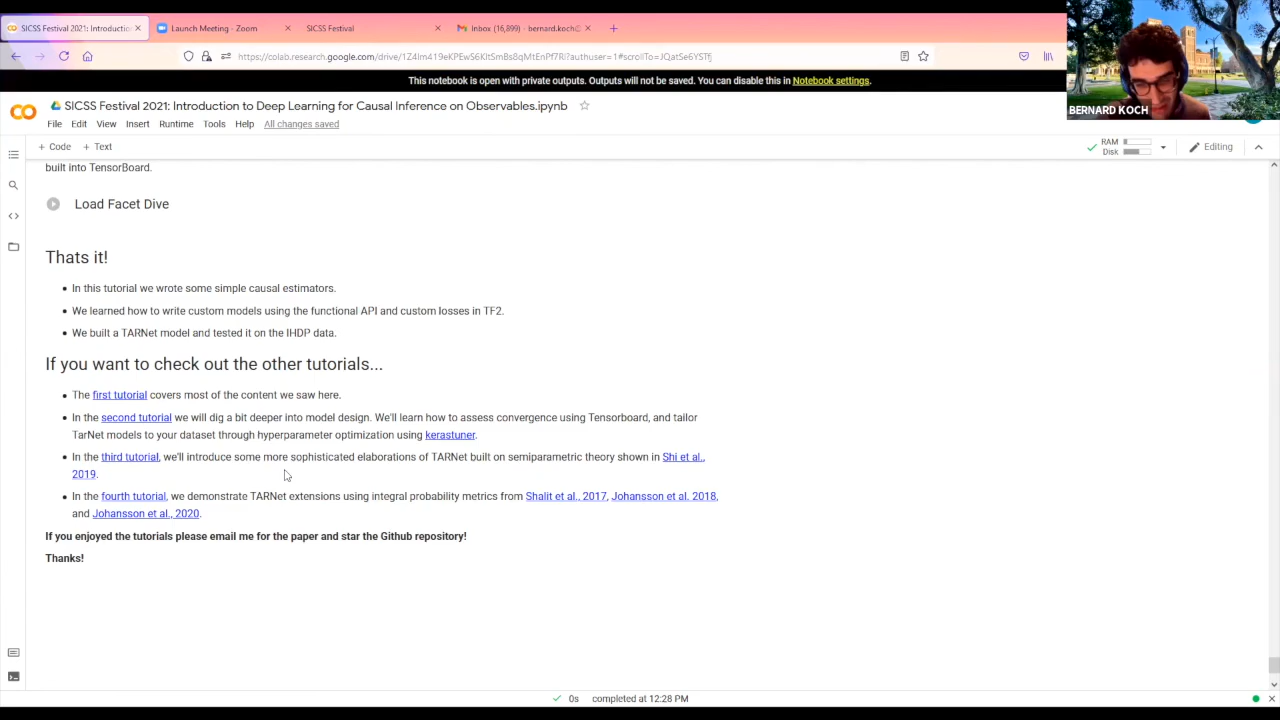 SICSS Festival 2021: Introductio
Launch Meeting - Zoom
SICSS Festival
Inbox (16,899) - bernard.koch@
https://colab.research.google.com/drive/
This notebook is open with private outputs. Outputs will not be saved. You can disable this in Notebook settings.
BERNARD KOCH
SICSS Festival 2021: Introduction to Deep Learning for Causal Inference on Observables.ipynb
File Edit View Insert Runtime Tools Help All changes saved
+ Code + Text
RAM
Disk
Editing
built into TensorBoard.
Load Facet Dive
Thats it!
In this tutorial we wrote some simple causal estimators.
We learned how to write custom models using the functional API and custom losses in TF2.
We built a TARNet model and tested it on the IHDP data.
If you want to check out the other tutorials...
The first tutorial covers most of the content we saw here.
In the second tutorial we will dig a bit deeper into model design. We'll learn how to assess convergence using Tensorboard, and tailor
TarNet models to your dataset through hyperparameter optimization using kerastuner.
In the third tutorial, we'll introduce some more sophisticated elaborations of TARNet built on semiparametric theory shown in Shi et al.,
2019.
In the fourth tutorial, we demonstrate TARNet extensions using integral probability metrics from Shalit et al., 2017, Johansson et al. 2018,
and Johansson et al., 2020.
If you enjoyed the tutorials please email me for the paper and star the Github repository!
Thanks!
0s completed at 12:28 PM